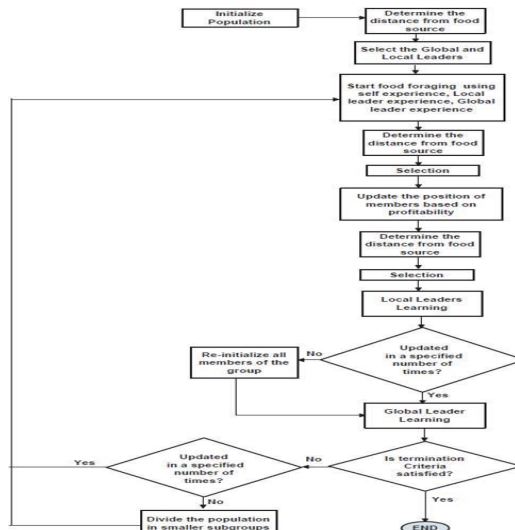 Initialize
Population
Determine the
distance from food
source
Select the Global and
Local Leaders
Start food foraging using
self experience, Local
leader experience, Global
leader experience
Determine the
distance from food
source
Selection
Update the position of
members based on
profitability
Determine the
distance from food
source
Selection
Local Leaders
Learning
Updated
in a specified
number of
times?
No
Re-initialize all
members of the
group
Yes
Global Leader
Learning
Is termination
Criteria
satisfied?
No
Updated
in a specified
number of
times?
Yes
No
Yes
Divide the population
in smaller subgroups
END